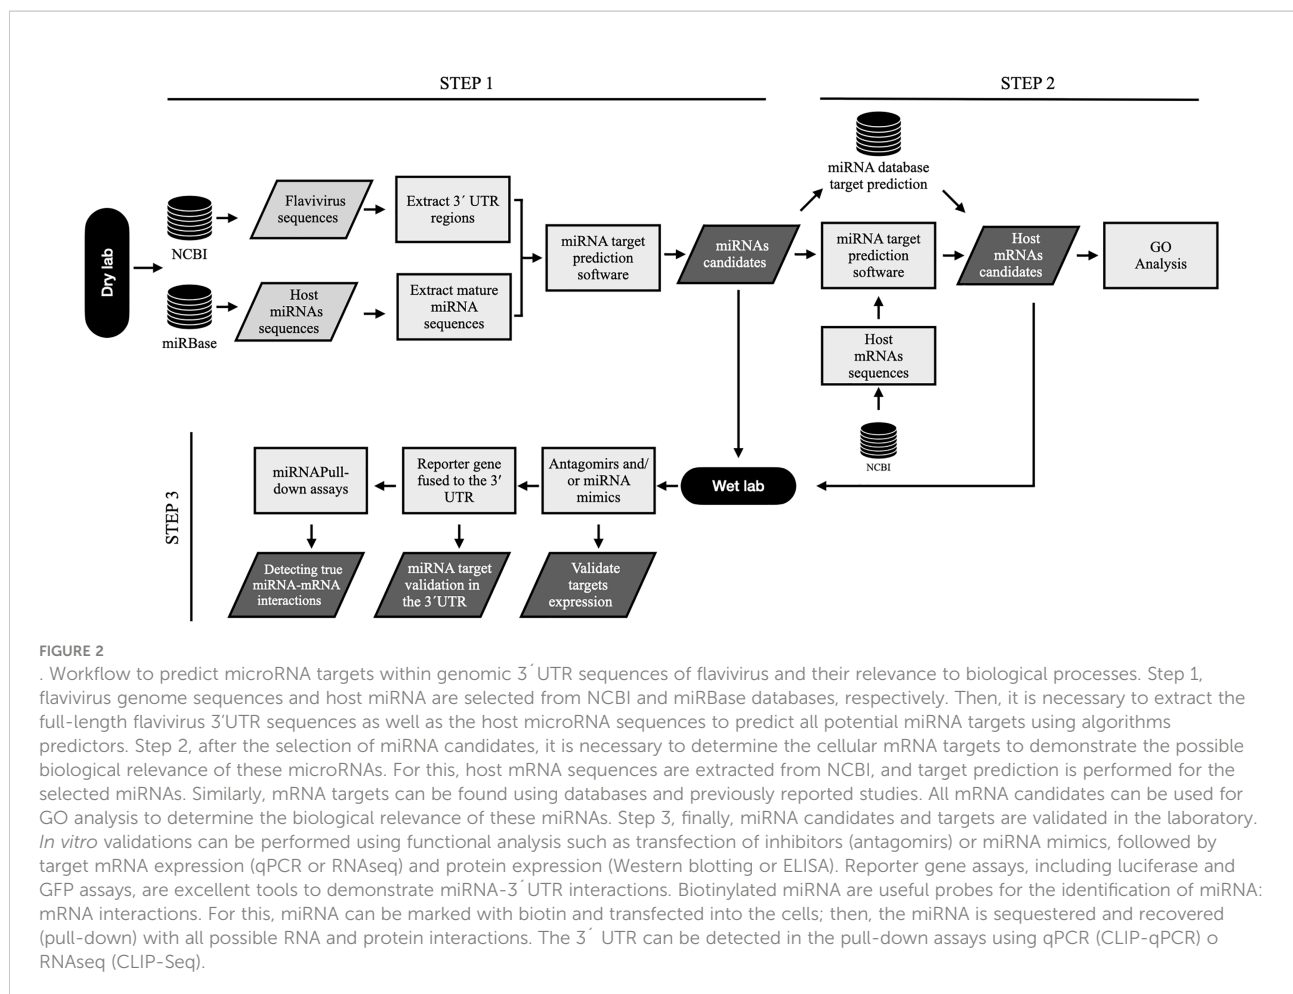 STEP 1
STEP 2
miRNA database
target prediction
Dry lab
NCBI
Flavivirus
sequences
Extract 3´ UTR
regions
miRBase
Host
miRNAs
sequences
Extract mature
miRNA
sequences
miRNA target
prediction
software
miRNAs
candidates
miRNA target
prediction
software
Host
mRNAs
candidates
GO
Analysis
Host
mRNAs
sequences
NCBI
STEP 3
miRNAPull-
down assays
Reporter gene
fused to the 3'
UTR
Antagomirs and/
or miRNA
mimics
Wet lab
Detecting true
miRNA-mRNA
interactions
miRNA target
validation in
the 3´UTR
Validate
targets
expression
FIGURE 2
. Workflow to predict microRNA targets within genomic 3´UTR sequences of flavivirus and their relevance to biological processes. Step 1,
flavivirus genome sequences and host miRNA are selected from NCBI and miRBase databases, respectively. Then, it is necessary to extract the
full-length flavivirus 3'UTR sequences as well as the host microRNA sequences to predict all potential miRNA targets using algorithms
predictors. Step 2, after the selection of miRNA candidates, it is necessary to determine the cellular mRNA targets to demonstrate the possible
biological relevance of these microRNAs. For this, host mRNA sequences are extracted from NCBI, and target prediction is performed for the
selected miRNAs. Similarly, mRNA targets can be found using databases and previously reported studies. All mRNA candidates can be used for
GO analysis to determine the biological relevance of these miRNAs. Step 3, finally, miRNA candidates and targets are validated in the laboratory.
In vitro validations can be performed using functional analysis such as transfection of inhibitors (antagomirs) or miRNA mimics, followed by
target mRNA expression (qPCR or RNAseq) and protein expression (Western blotting or ELISA). Reporter gene assays, including luciferase and
GFP assays, are excellent tools to demonstrate miRNA-3´UTR interactions. Biotinylated miRNA are useful probes for the identification of miRNA:
mRNA interactions. For this, miRNA can be marked with biotin and transfected into the cells; then, the miRNA is sequestered and recovered
(pull-down) with all possible RNA and protein interactions. The 3´ UTR can be detected in the pull-down assays using qPCR (CLIP-qPCR) o
RNAseq (CLIP-Seq).